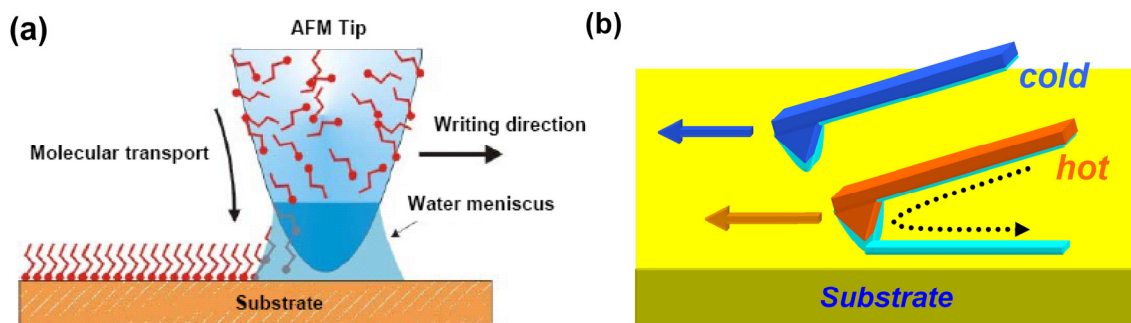 (a)
AFM Tip
Writing direction
Molecular transport
Water meniscus
Substrate
(b)
cold
hot
Substrate